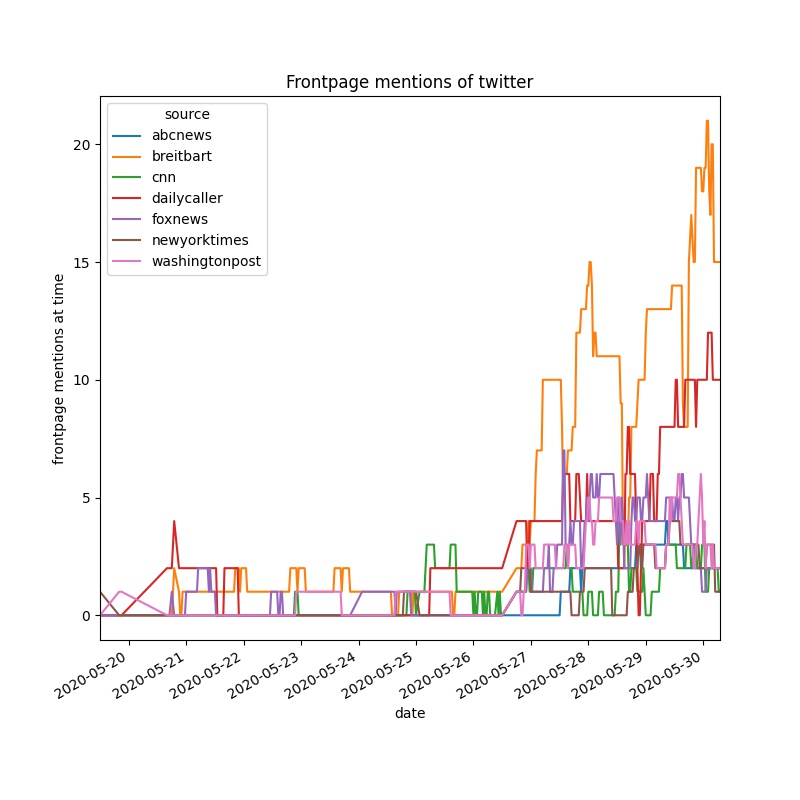 Frontpage mentions of twitter
source
abcnews
breitbart
cnn
dailycaller
foxnews
newyorktimes
washingtonpost
frontpage mentions at time
20
15
10
5
0
2020-05-20
2020-05-21
2020-05-22
2020-05-23
2020-05-24
2020-05-25
2020-05-26
2020-05-27
2020-05-28
2020-05-29
2020-05-30
date